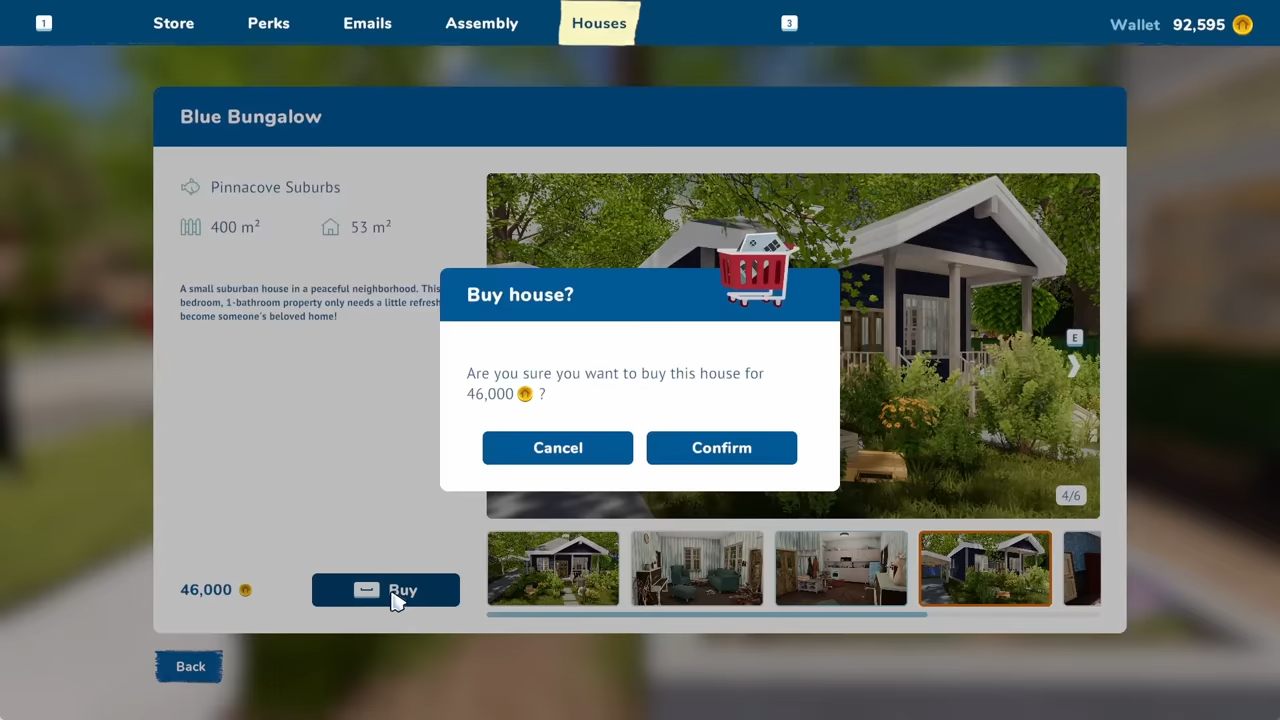 1
Store
Perks
Emails
Assembly
Houses
3
Wallet 92,595
Blue Bungalow
Pinnacove Suburbs
400 m²
53 m²
A small suburban house in a peaceful neighborhood. This
bedroom, 1-bathroom property only needs a little refresh
become someone's beloved home!
Buy house?
Are you sure you want to buy this house for
46,000 ?
Cancel
Confirm
E
4/6
46,000
Buy
Back